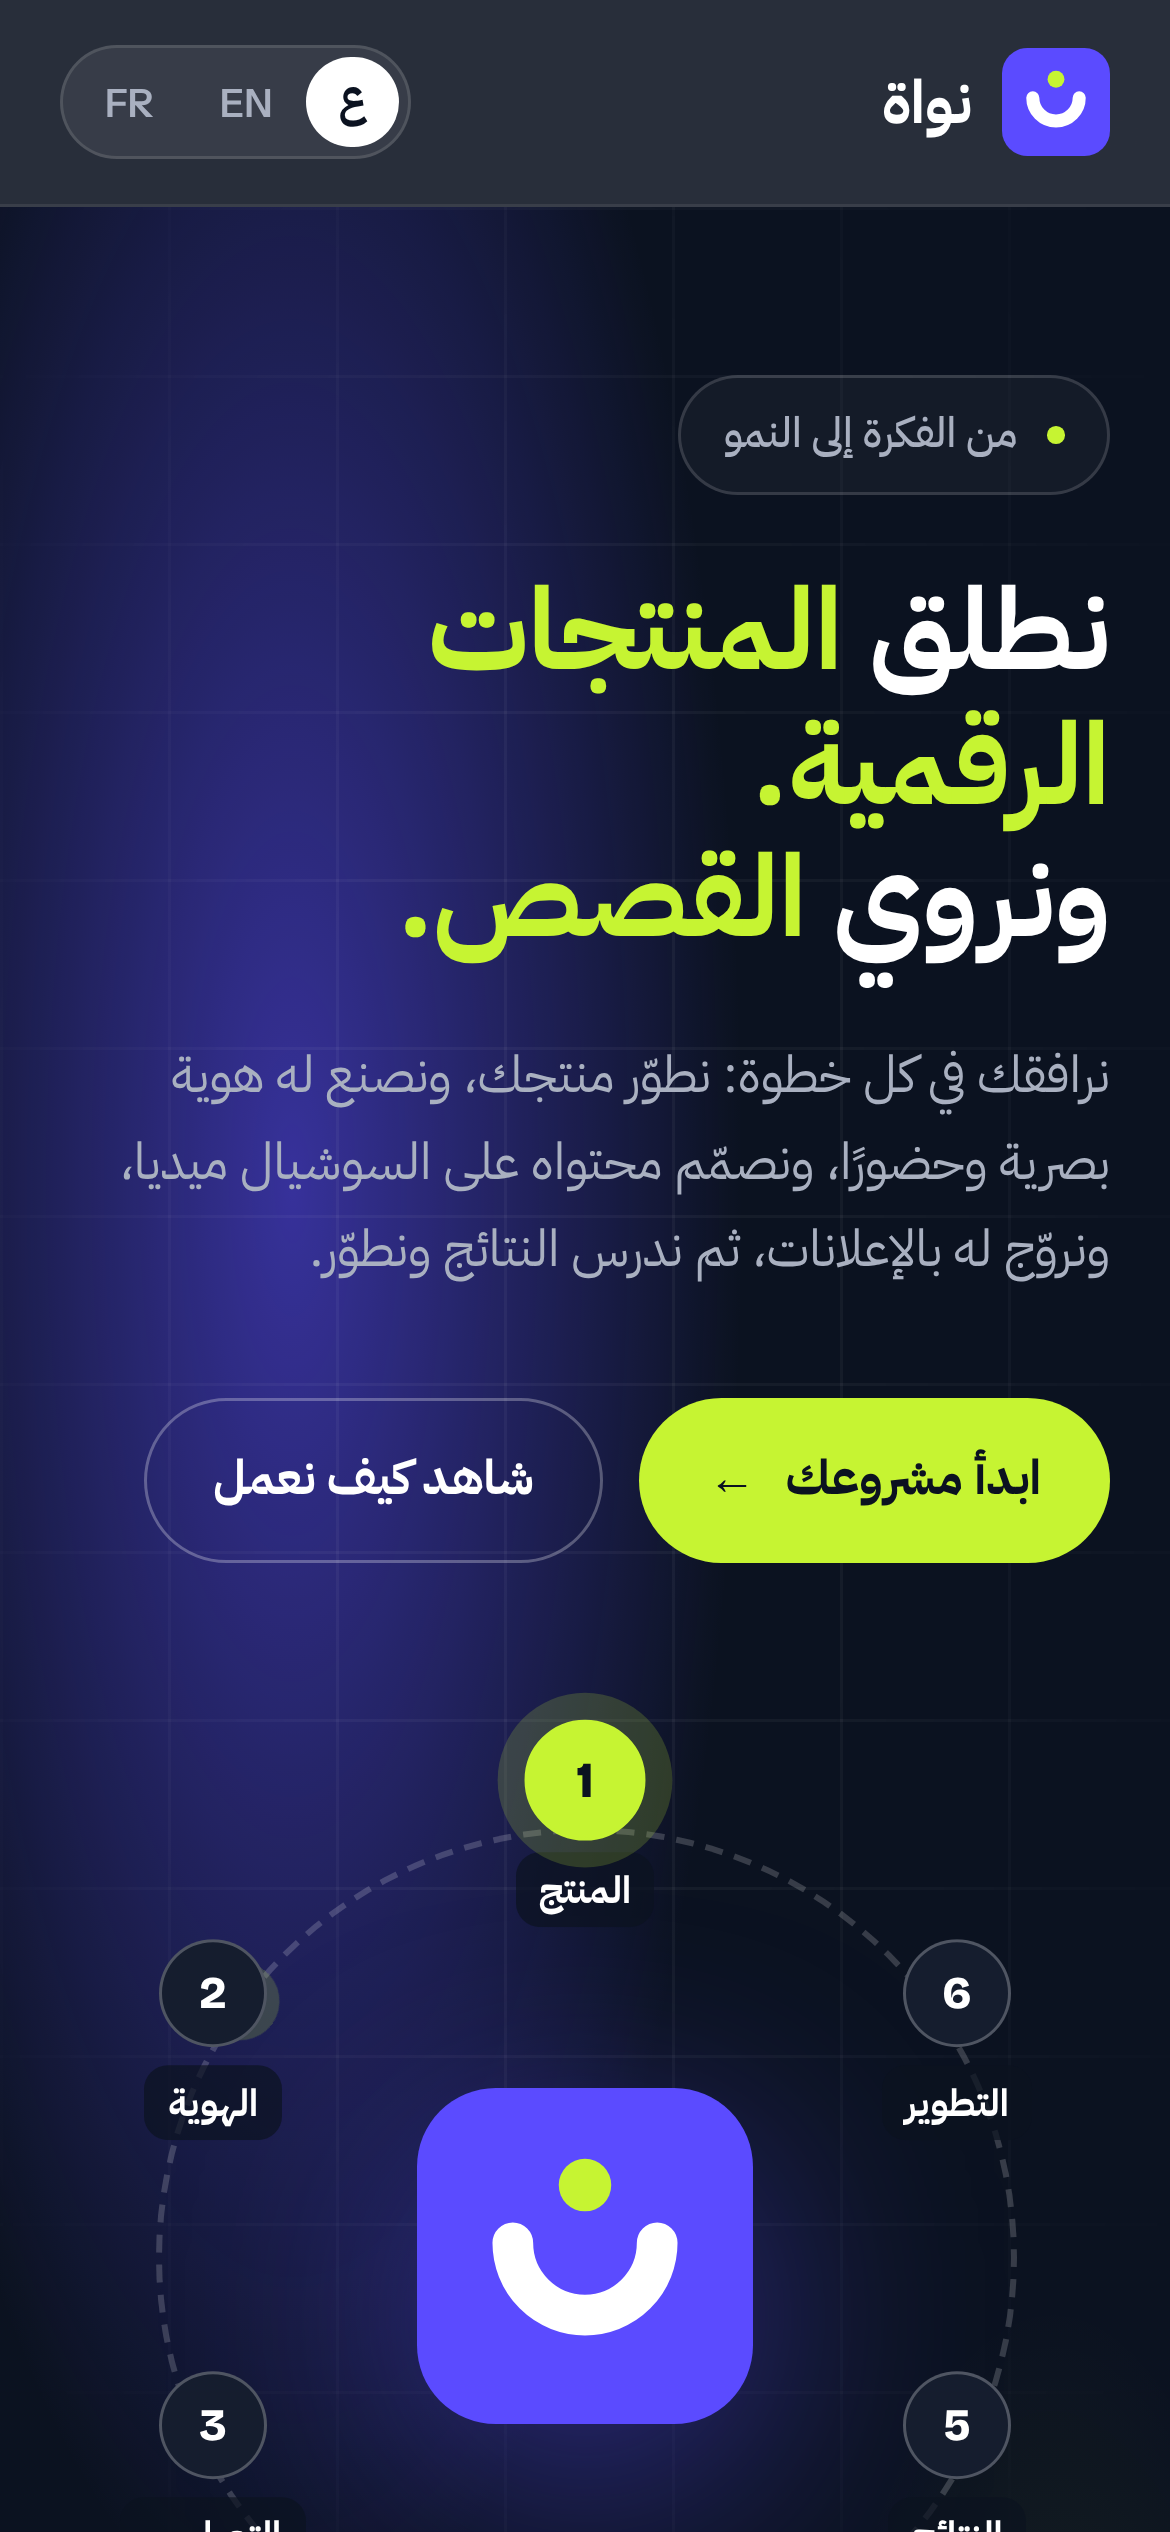 نواة
ع EN FR
من الفكرة إلى النمو
نطلق المنتجات
الرقمية.
ونروي القصص.
نرافقك في كل خطوة: نطوّر منتجك، ونصنع له هوية
بصرية وحضورًا، ونصمّم محتواه على السوشيال ميديا،
ونروّج له بالإعلانات، ثم ندرس النتائج ونطوّر.
ابدأ مشروعك ←
شاهد كيف نعمل
1
المنتج
6
2
التطوير
الهوية
5
3
النتائج